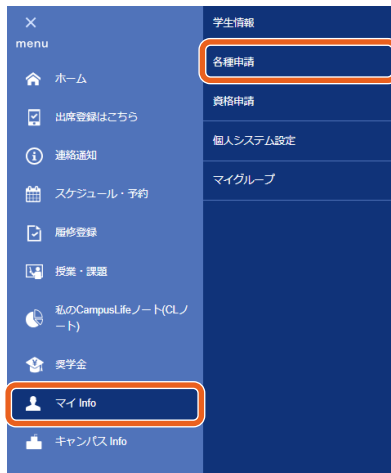 menu
ホーム
出席登録はこちら
連絡通知
スケジュール・予約
履修登録
授業・課題
私のCampusLifeノート(CLノ
ート)
奨学金
マイ Info
キャンパス Info
学生情報
各種申請
資格申請
個人システム設定
マイグループ